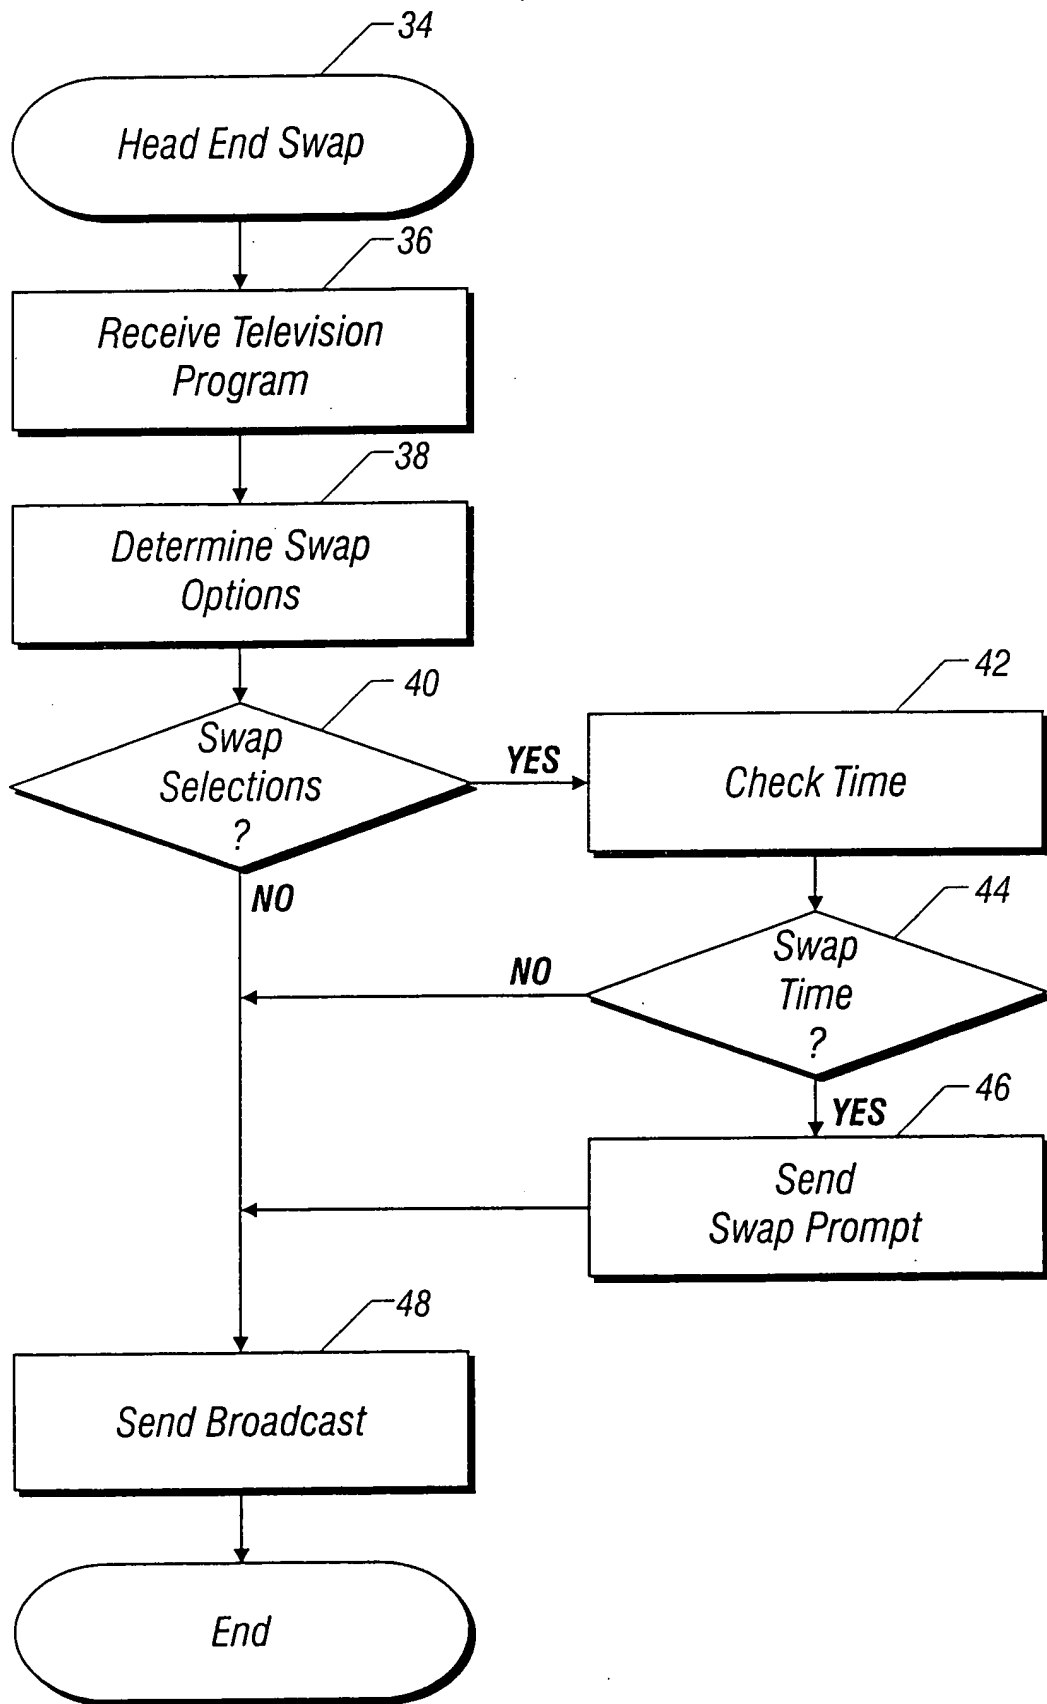 34
Head End Swap
36
Receive Television
Program
38
Determine Swap
Options
40
Swap
Selections
?
YES
NO
42
Check Time
44
Swap
Time
?
NO
YES
46
Send
Swap Prompt
48
Send Broadcast
End